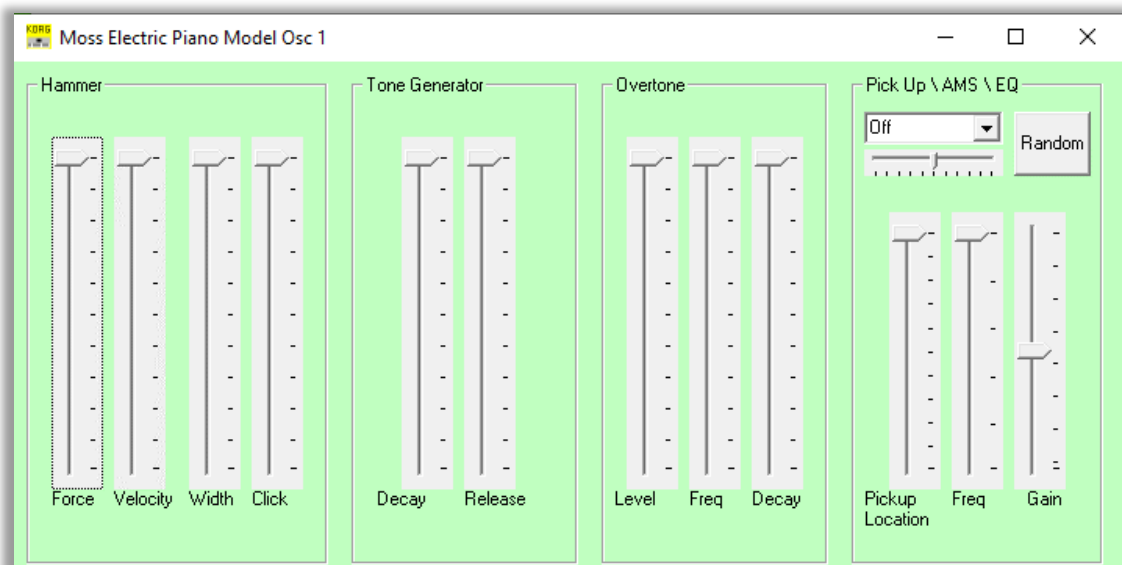 KORG
Moss Electric Piano Model Osc 1
Hammer
Tone Generator
Overtone
Pick Up \ AMS \ EQ
Off
Random
Force
Velocity
Width
Click
Decay
Release
Level
Freq
Decay
Pickup
Location
Freq
Gain